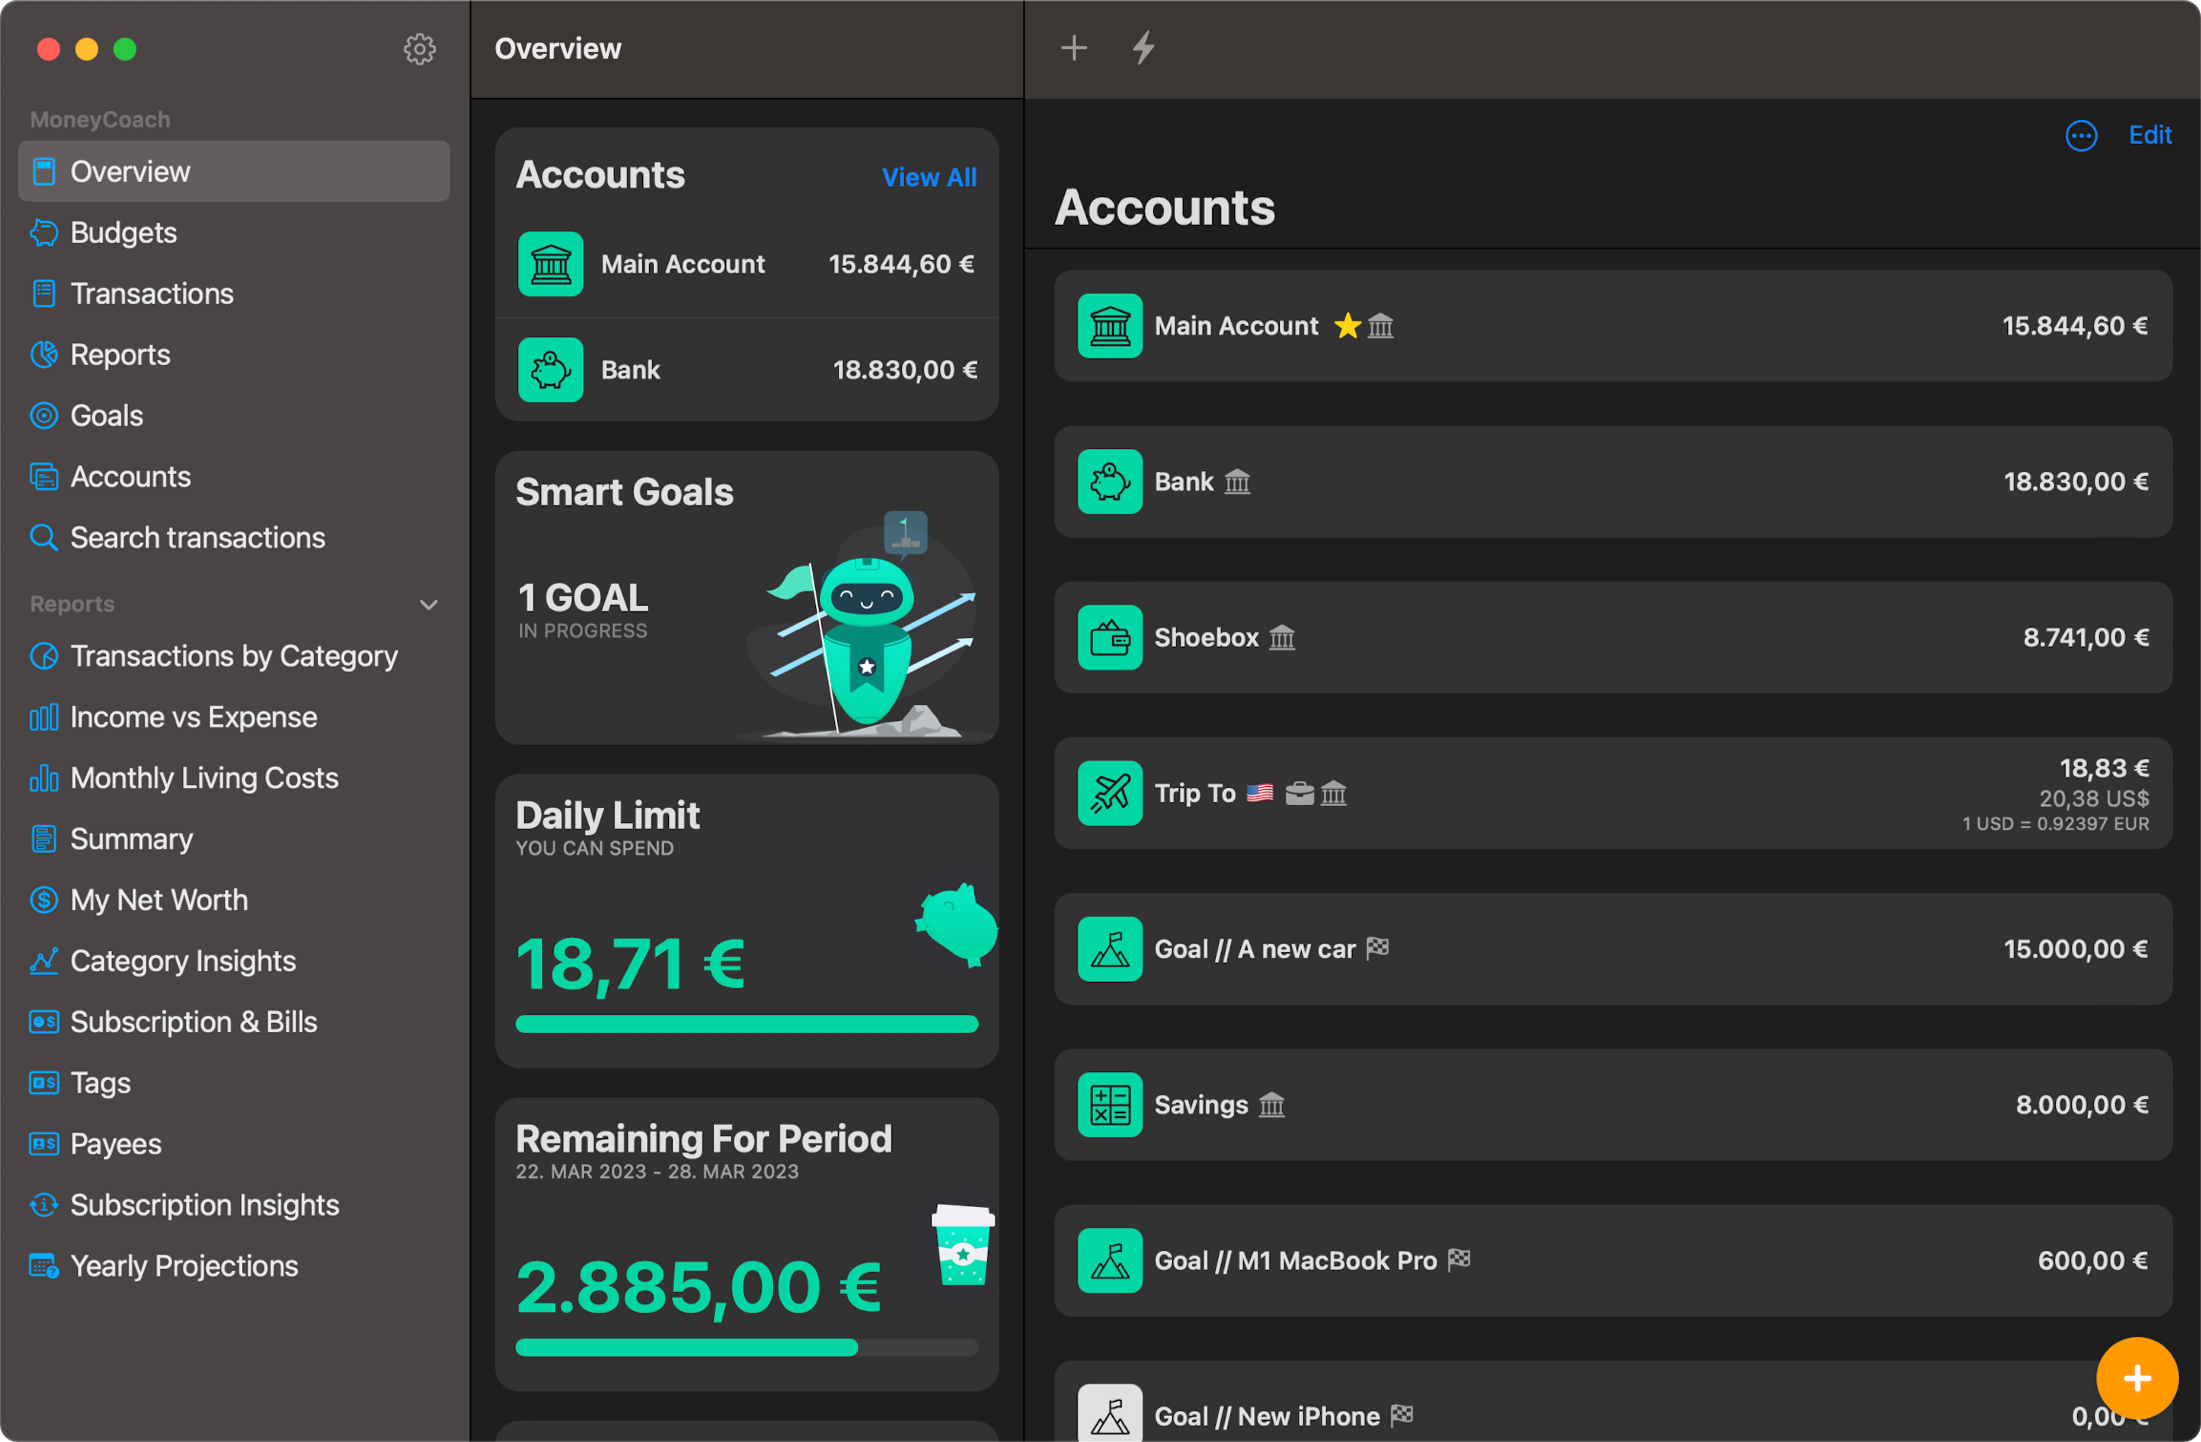 MoneyCoach
Overview
Budgets
Transactions
Reports
Goals
Accounts
Search transactions
Reports
Transactions by Category
Income vs Expense
Monthly Living Costs
Summary
My Net Worth
Category Insights
Subscription & Bills
Tags
Payees
Subscription Insights
Yearly Projections
Overview
Accounts View All
Main Account 15.844,60 €
Bank 18.830,00 €
Smart Goals
1 GOAL
IN PROGRESS
Daily Limit
YOU CAN SPEND
18,71 €
Remaining For Period
22. MAR 2023 - 28. MAR 2023
2.885,00 €
Edit
Accounts
Main Account 15.844,60 €
Bank 18.830,00 €
Shoebox 8.741,00 €
Trip To 18,83 €
20,38 US$
1 USD = 0.92397 EUR
Goal // A new car 15.000,00 €
Savings 8.000,00 €
Goal // M1 MacBook Pro 600,00 €
Goal // New iPhone 0,00 €